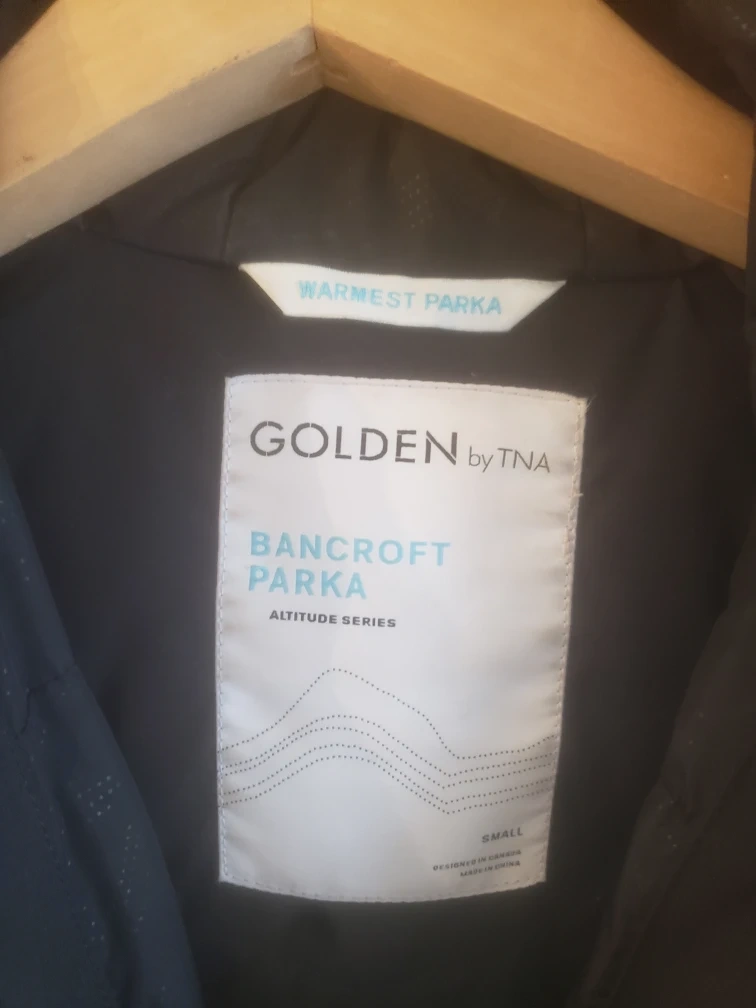 WARMEST PARKA
GOLDEN by TNA
BANCROFT
PARKA
ALTITUDE SERIES
SMALL
DESIGNED IN CANADA
MADE IN CHINA